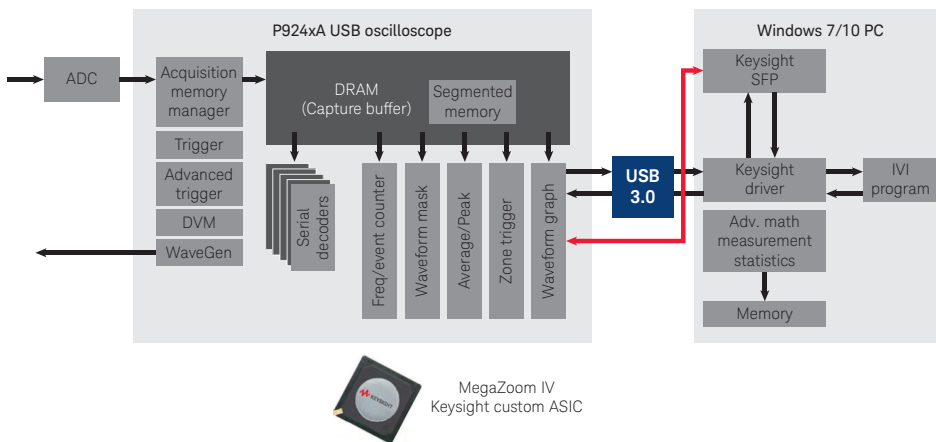 P924xA USB oscilloscope
Windows 7/10 PC
ADC
Acquisition
memory
manager
Trigger
Advanced
trigger
DVM
WaveGen
DRAM
(Capture buffer)
Segmented
memory
Serial
decoders
Freq/event counter
Waveform mask
Average/Peak
Zone trigger
Waveform graph
USB
3.0
Keysight
SFP
Keysight
driver
IVI
program
Adv. math
measurement
statistics
Memory
KEYSIGHT
MegaZoom IV
Keysight custom ASIC